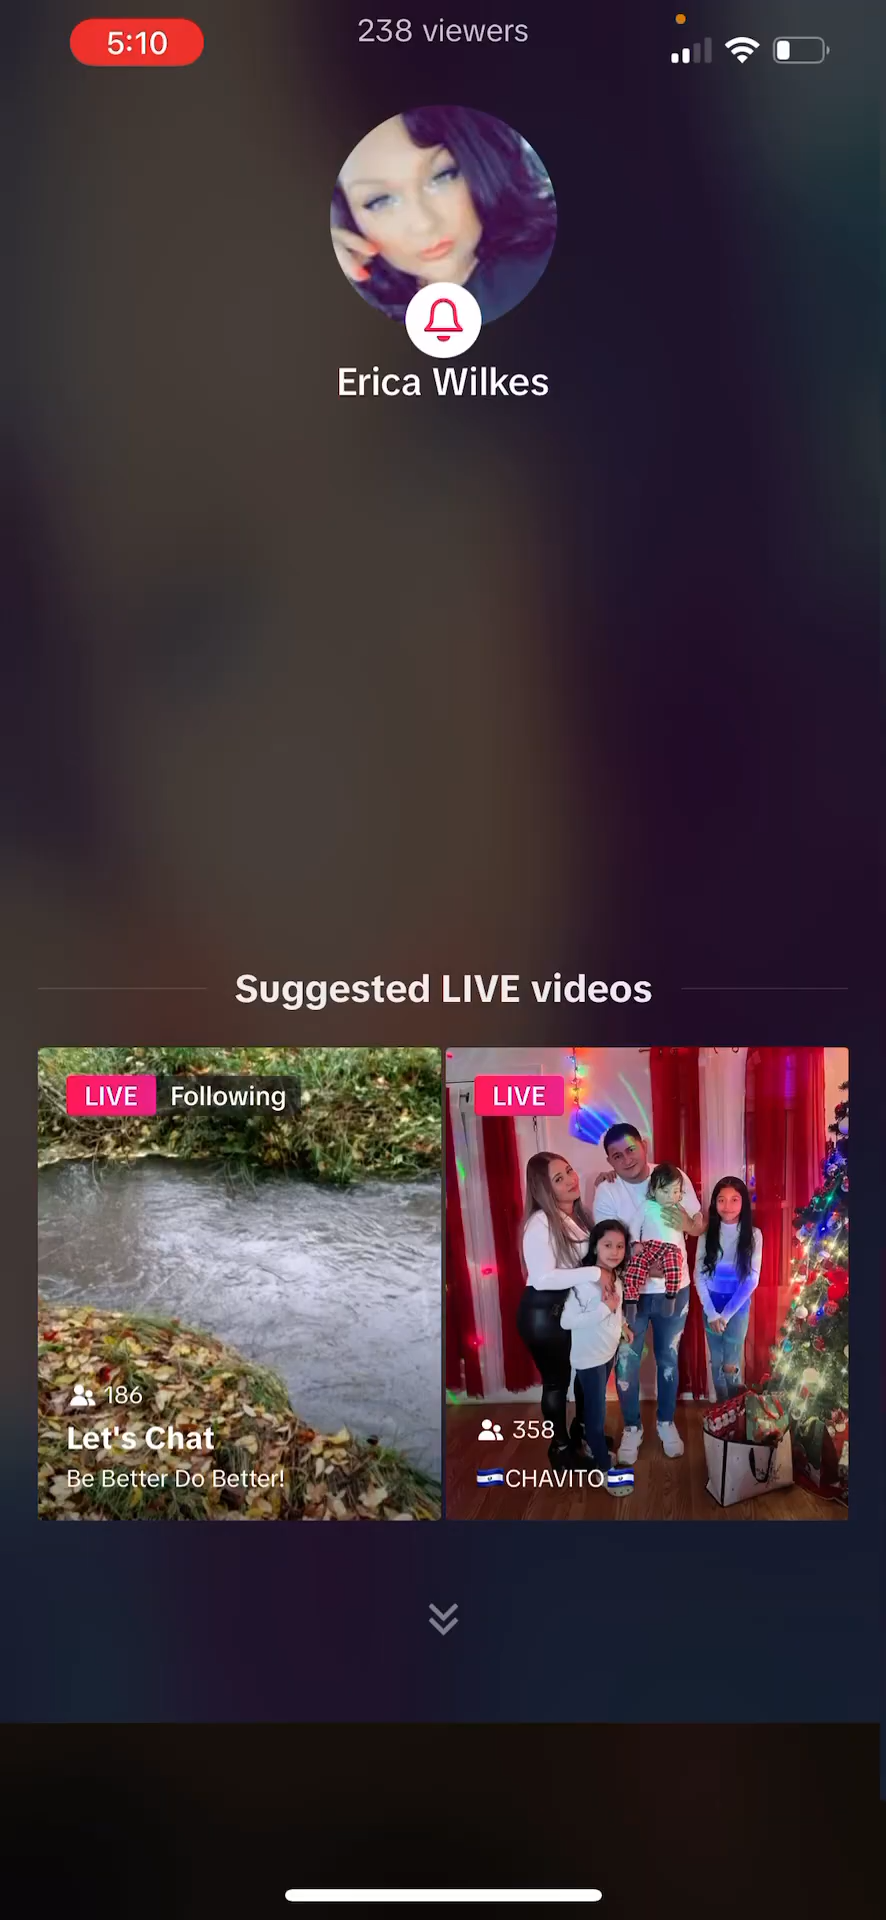 5:10
238 viewers
Erica Wilkes
Suggested LIVE videos
LIVE Following
LIVE
186
Let's Chat
Be Better Do Better!
358
🇸🇻CHAVITO🇸🇻